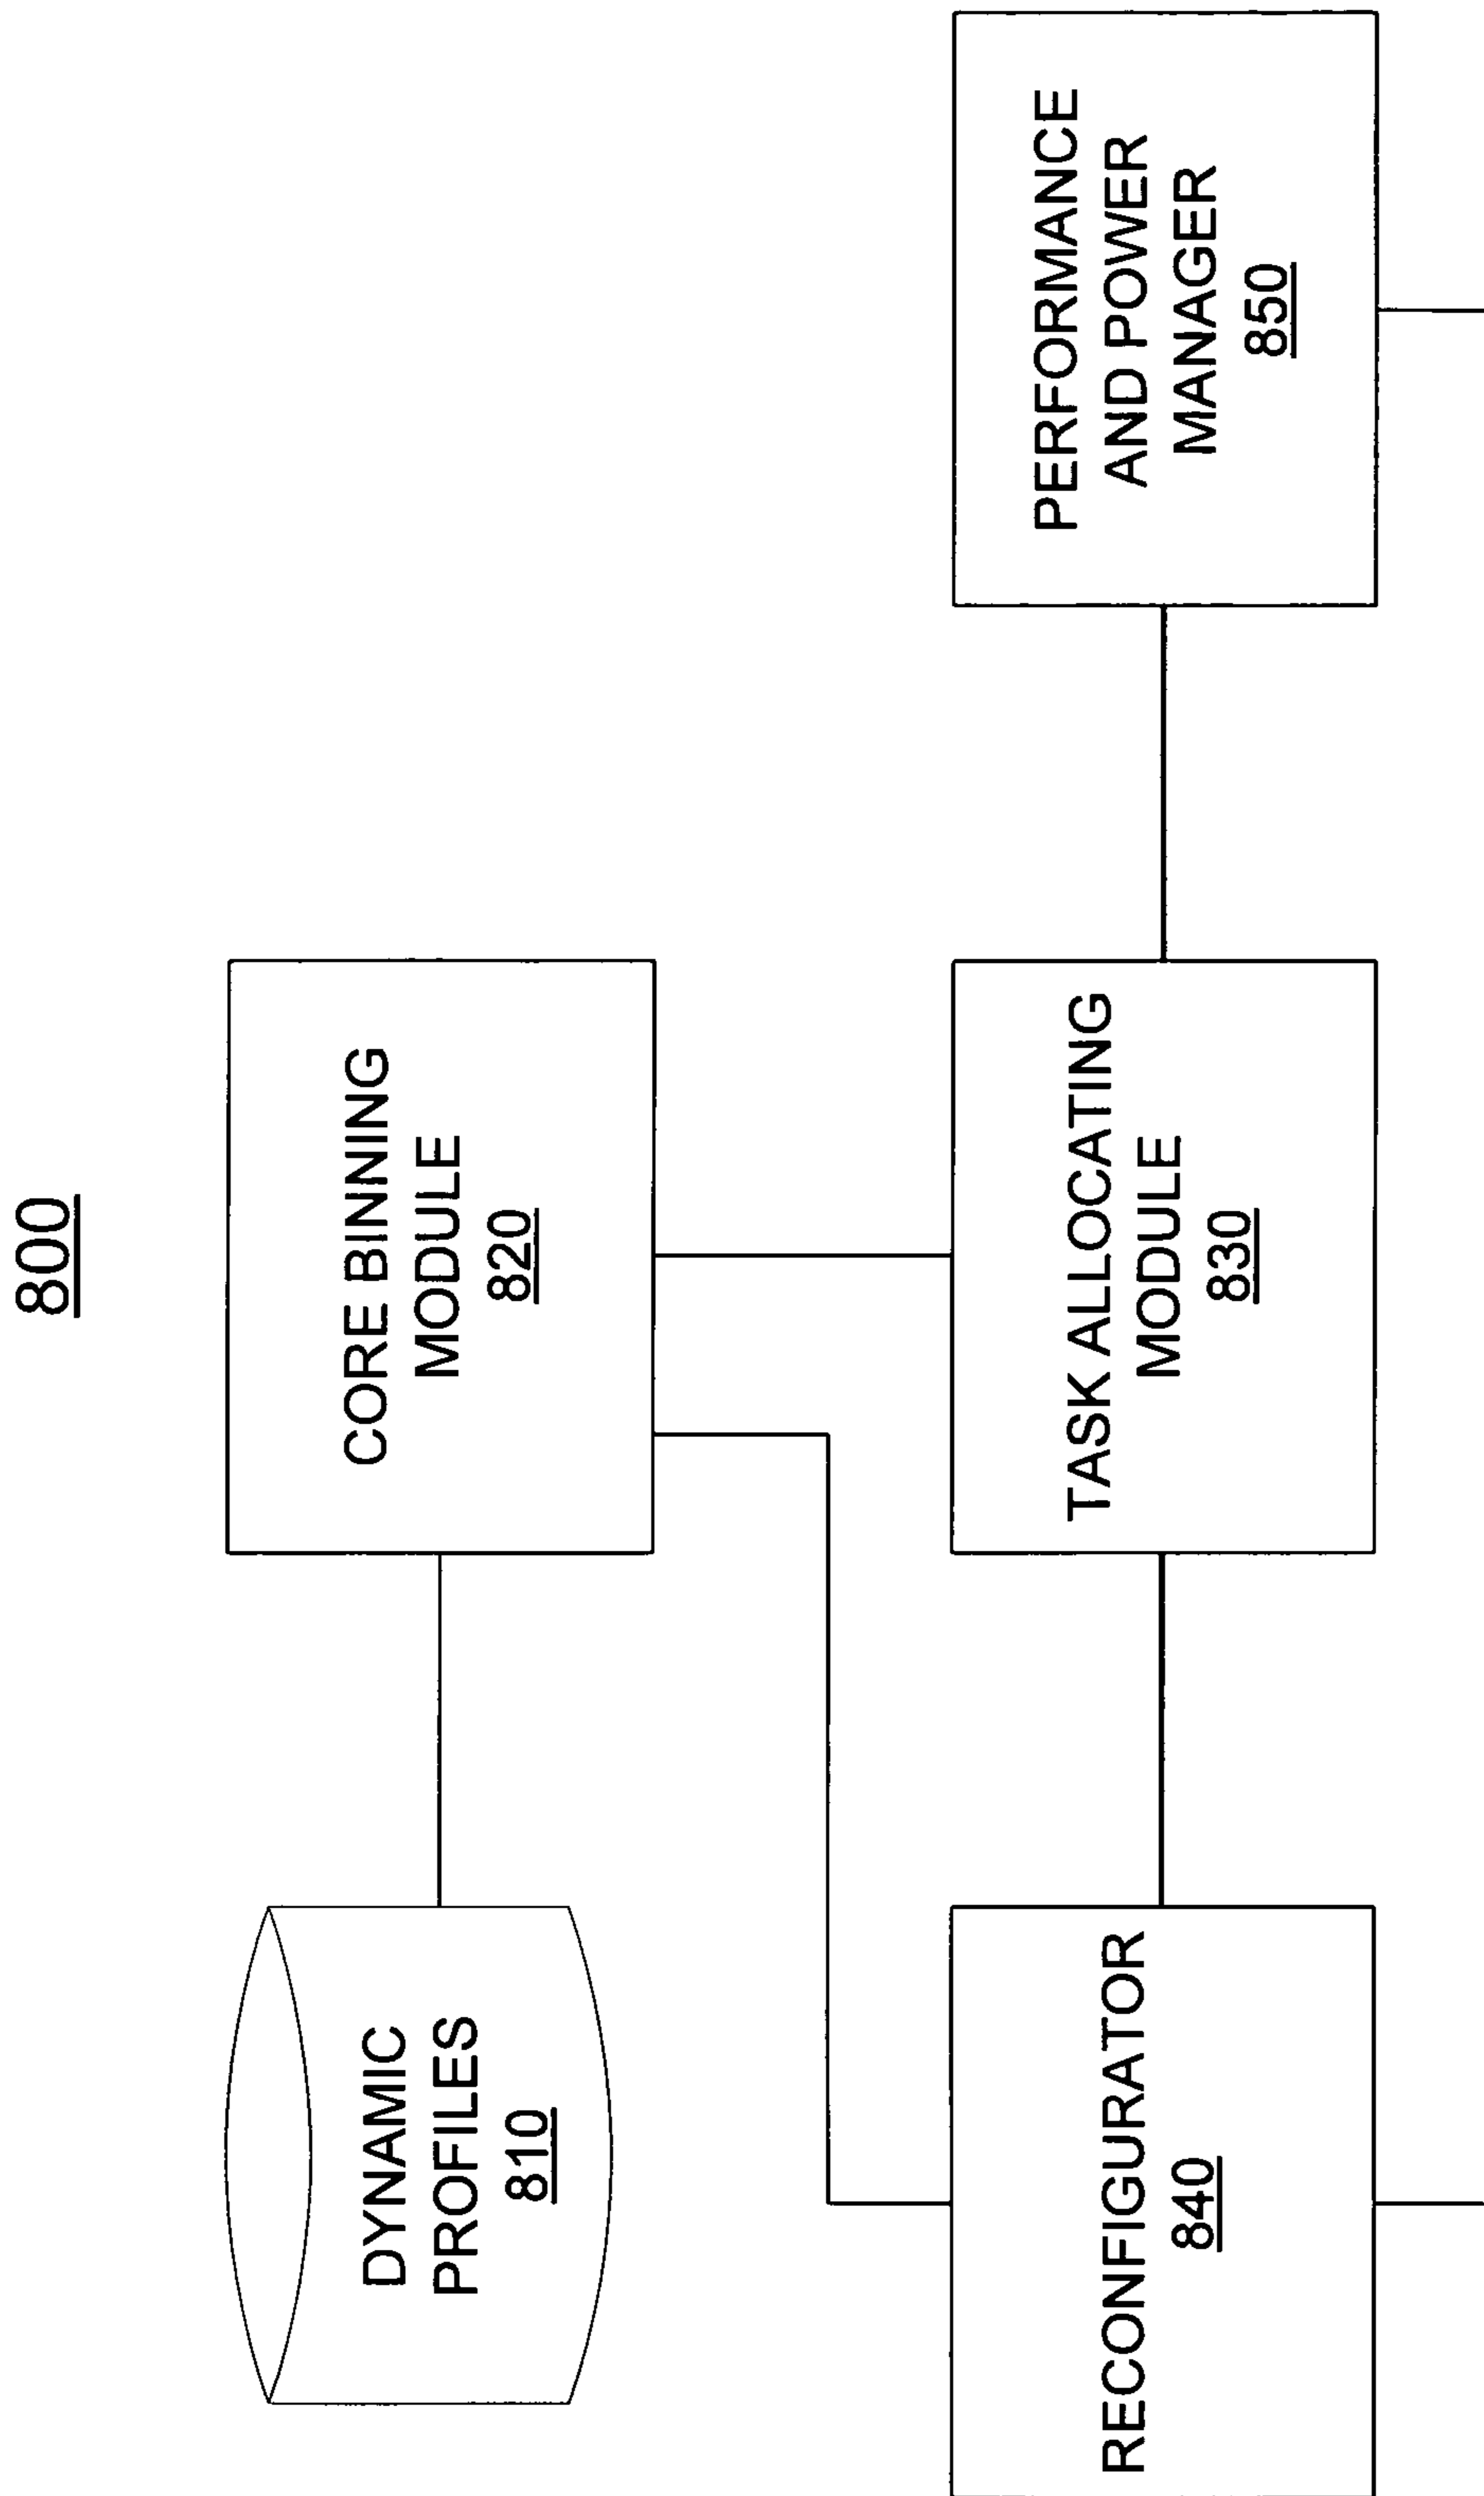 800
DYNAMIC
PROFILES
810
CORE BINNING
MODULE
820
RECONFIGURATOR
840
TASK ALLOCATING
MODULE
830
PERFORMANCE
AND POWER
MANAGER
850